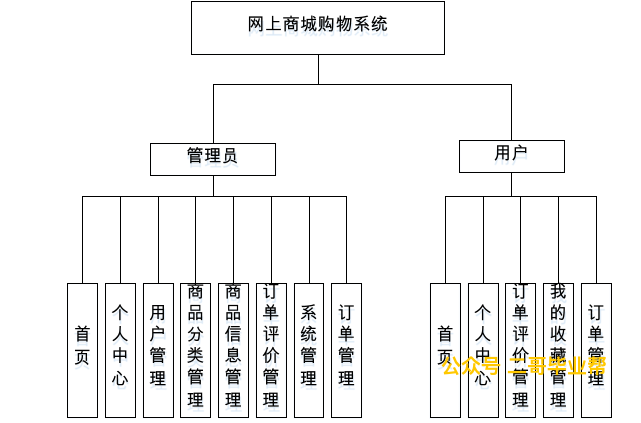 网上商城购物系统
管理员
用户
首页
个人中心
用户管理
商品分类管理
商品信息管理
订单评价管理
系统管理
订单管理
首页
个人中心
订单评价管理
我的收藏管理
订单管理
公众号 二哥毕业帮